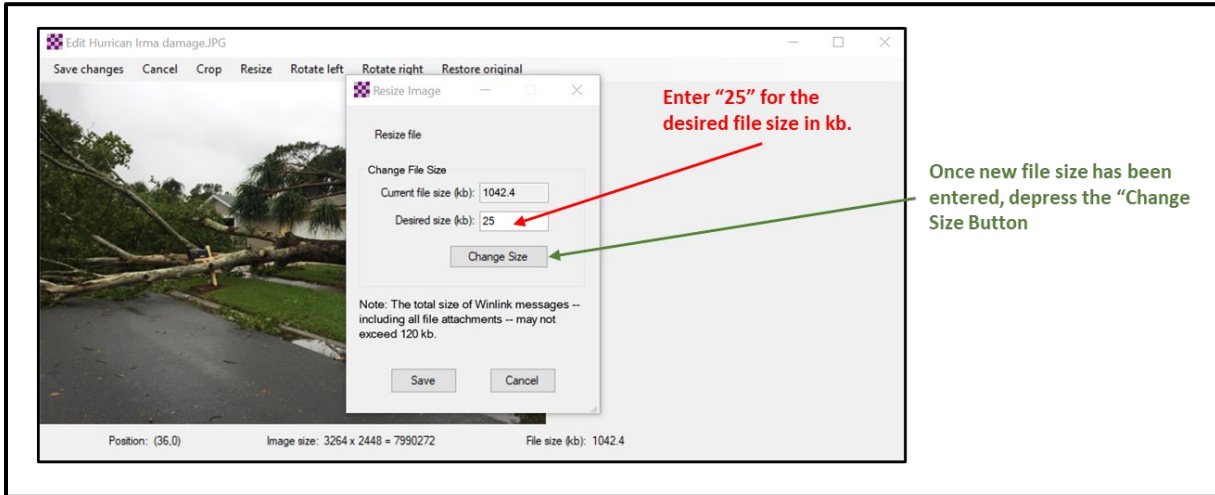 Edit Hurrican Irma damage.JPG
Save changes Cancel Crop Resize Rotate left Rotate right Restore original
Resize Image
Resize file
Change File Size
Current file size (kb): 1042.4
Desired size (kb): 25
Change Size
Note: The total size of Winlink messages --
including all file attachments -- may not
exceed 120 kb.
Save Cancel
Position: (36,0) Image size: 3264 x 2448 = 7990272 File size (kb): 1042.4
Enter “25” for the
desired file size in kb.
Once new file size has been
entered, depress the “Change
Size Button